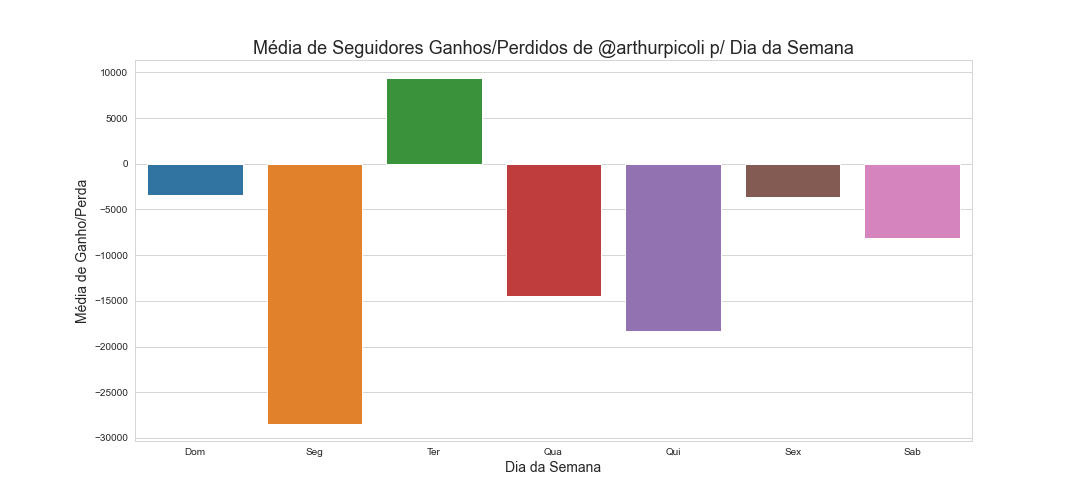 Média de Seguidores Ganhos/Perdidos de @arthurpicoli p/ Dia da Semana
Média de Ganho/Perda
10000
5000
0
−5000
−10000
−15000
−20000
−25000
−30000
Dom Seg Ter Qua Qui Sex Sab
Dia da Semana